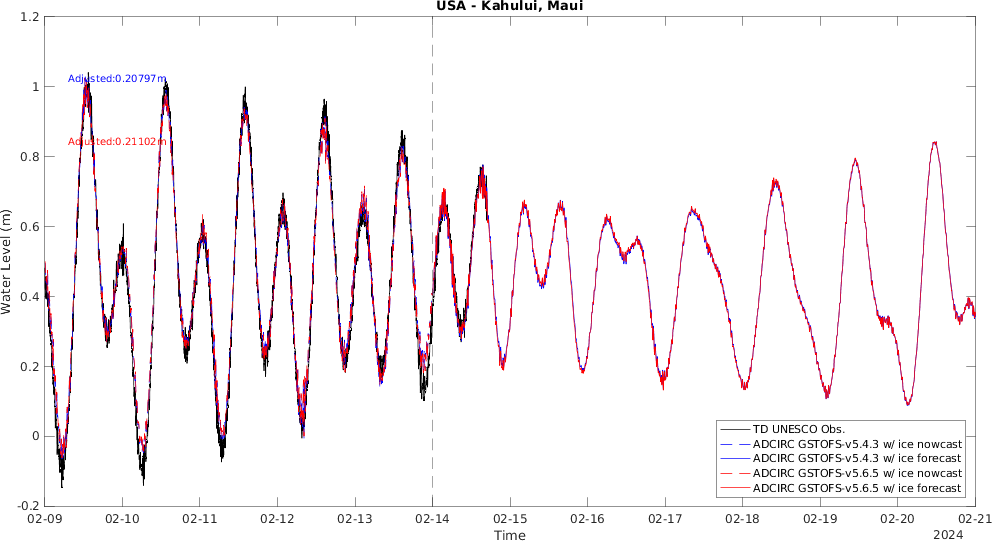 USA - Kahului, Maui
1.2
1
0.8
0.6
0.4
0.2
0
-0.2
Water Level (m)
Adjusted:0.20797m
Adjusted:0.21102m
TD UNESCO Obs.
ADCIRC GSTOFS-v5.4.3 w/ ice nowcast
ADCIRC GSTOFS-v5.4.3 w/ ice forecast
ADCIRC GSTOFS-v5.6.5 w/ ice nowcast
ADCIRC GSTOFS-v5.6.5 w/ ice forecast
02-09 02-10 02-11 02-12 02-13 02-14 02-15 02-16 02-17 02-18 02-19 02-20 02-21
Time
2024